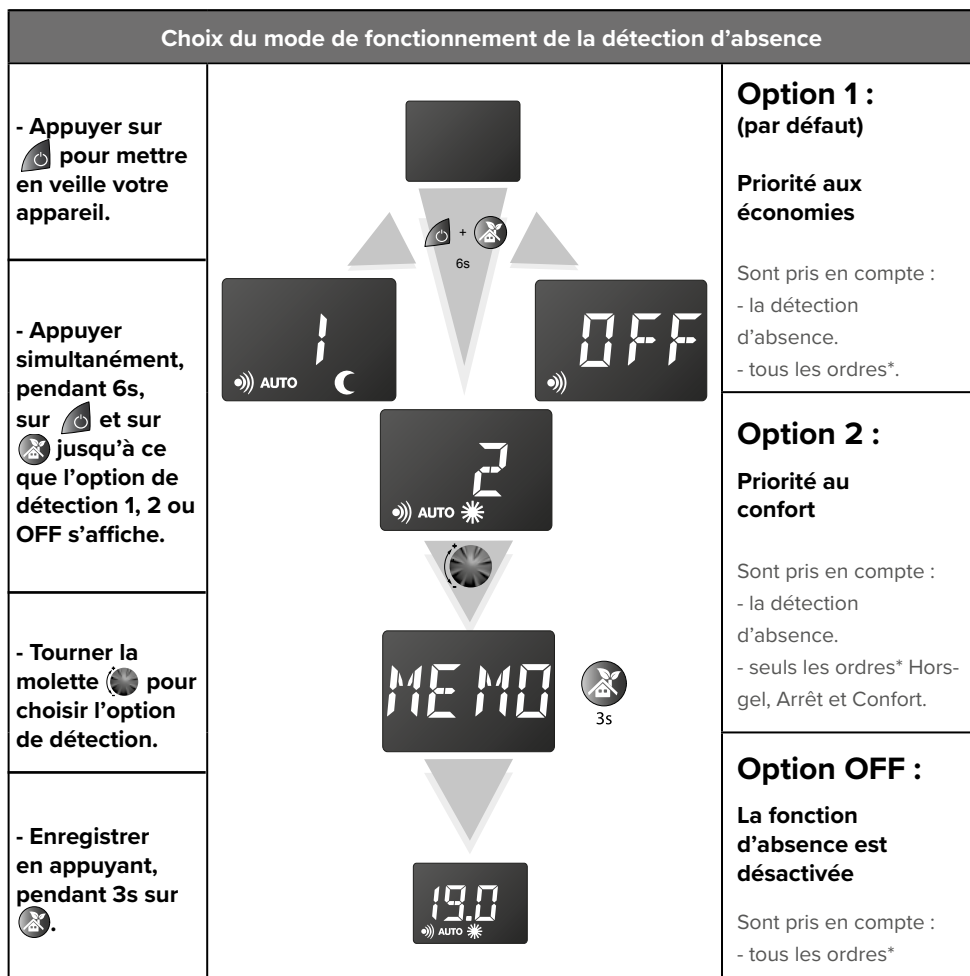 Choix du mode de fonctionnement de la détection d'absence
- Appuyer sur
pour mettre
en veille votre
appareil.
- Appuyer
simultanément,
pendant 6s,
sur et sur
jusqu'à ce
que l'option de
détection 1, 2 ou
OFF s'affiche.
- Tourner la
molette pour
choisir l'option
de détection.
- Enregistrer
en appuyant,
pendant 3s sur
.
+
6s
1
AUTO
OFF
2
AUTO
+
-
MEMO
3s
19.0
AUTO
Option 1 :
(par défaut)
Priorité aux
économies
Sont pris en compte :
- la détection
d'absence.
- tous les ordres*.
Option 2 :
Priorité au
confort
Sont pris en compte :
- la détection
d'absence.
- seuls les ordres* Hors-
gel, Arrêt et Confort.
Option OFF :
La fonction
d'absence est
désactivée
Sont pris en compte :
- tous les ordres*